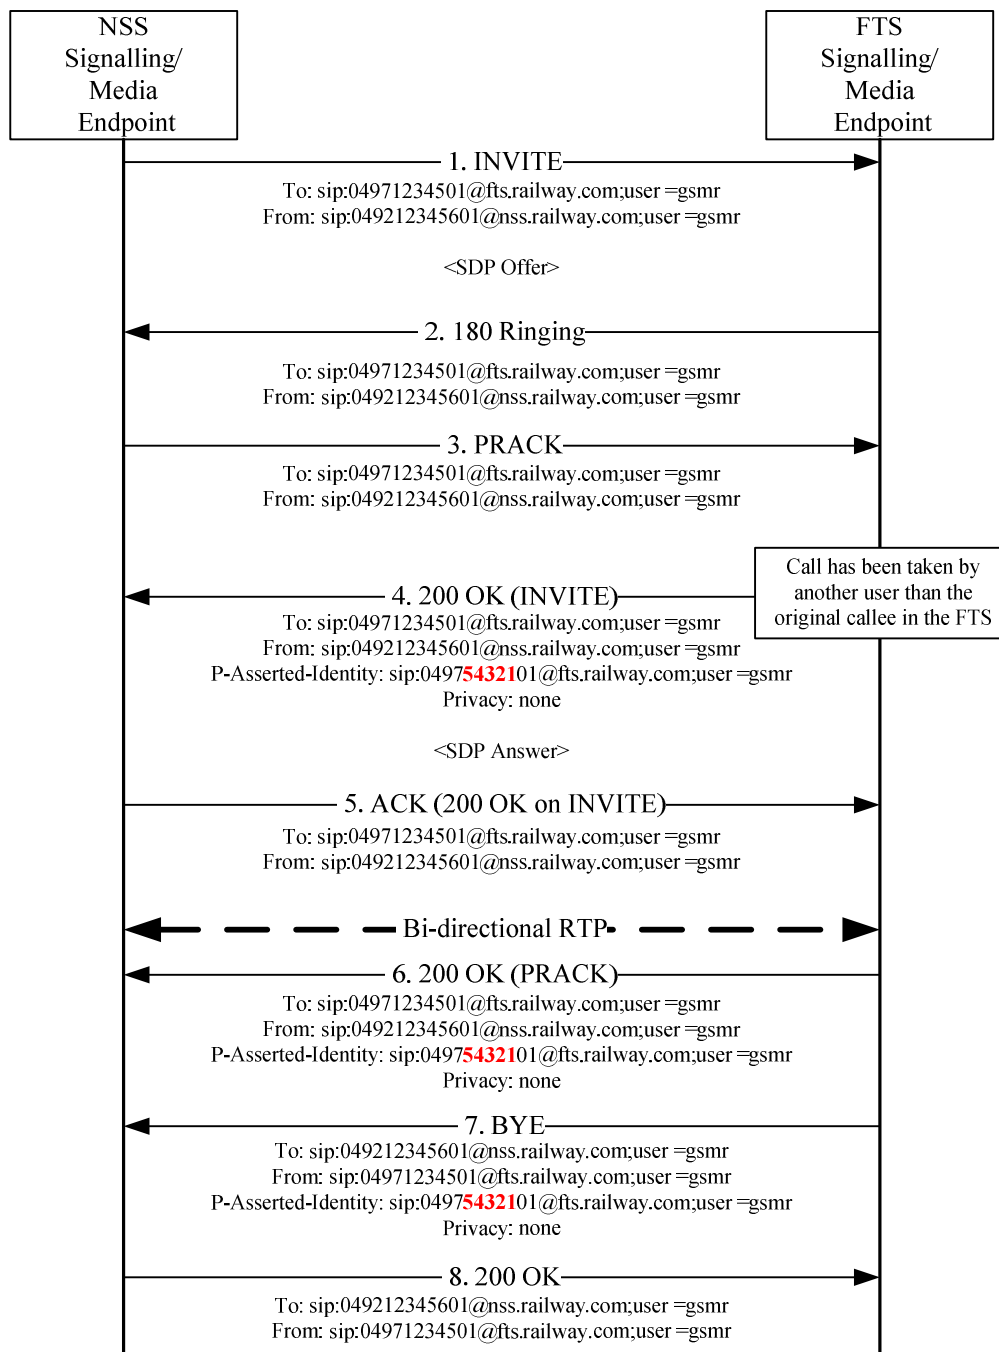 NSS
Signalling/
Media
Endpoint
FTS
Signalling/
Media
Endpoint
1. INVITE
To: sip:04971234501@fts.railway.com;user=gsmr
From: sip:049212345601@nss.railway.com;user=gsmr
<SDP Offer>
2. 180 Ringing
To: sip:04971234501@fts.railway.com;user=gsmr
From: sip:049212345601@nss.railway.com;user=gsmr
3. PRACK
To: sip:04971234501@fts.railway.com;user=gsmr
From: sip:049212345601@nss.railway.com;user=gsmr
Call has been taken by
another user than the
original callee in the FTS
4. 200 OK (INVITE)
To: sip:04971234501@fts.railway.com;user=gsmr
From: sip:049212345601@nss.railway.com;user=gsmr
P-Asserted-Identity: sip:04975432101@fts.railway.com;user=gsmr
Privacy: none
<SDP Answer>
5. ACK (200 OK on INVITE)
To: sip:04971234501@fts.railway.com;user=gsmr
From: sip:049212345601@nss.railway.com;user=gsmr
Bi-directional RTP
6. 200 OK (PRACK)
To: sip:04971234501@fts.railway.com;user=gsmr
From: sip:049212345601@nss.railway.com;user=gsmr
P-Asserted-Identity: sip:04975432101@fts.railway.com;user=gsmr
Privacy: none
7. BYE
To: sip:049212345601@nss.railway.com;user=gsmr
From: sip:04971234501@fts.railway.com;user=gsmr
P-Asserted-Identity: sip:04975432101@fts.railway.com;user=gsmr
Privacy: none
8. 200 OK
To: sip:049212345601@nss.railway.com;user=gsmr
From: sip:04971234501@fts.railway.com;user=gsmr